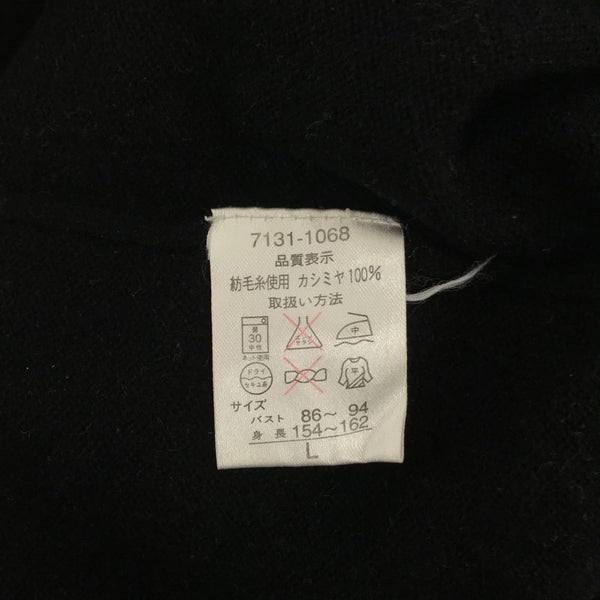 7131-1068
品質表示
紡毛糸使用 カシミヤ100%
取扱い方法
弱 30 中性 エンソサラシ 中
ネット使用
ドライ セキユ系 平
サイズ
バスト 86～94
身長 154～162
L